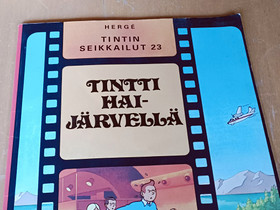 HERGÉ
TINTIN
SEIKKAILUT 23
TINTTI
HAI-
JÄRVELLÄ